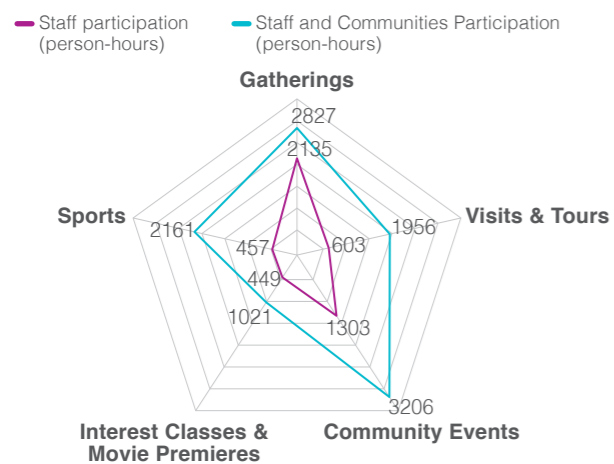 Staff participation
(person-hours)
Staff and Communities Participation
(person-hours)
Gatherings
2827
2135
Sports
Visits & Tours
2161
1956
457
603
449
1021
1303
3206
Interest Classes &
Movie Premieres
Community Events